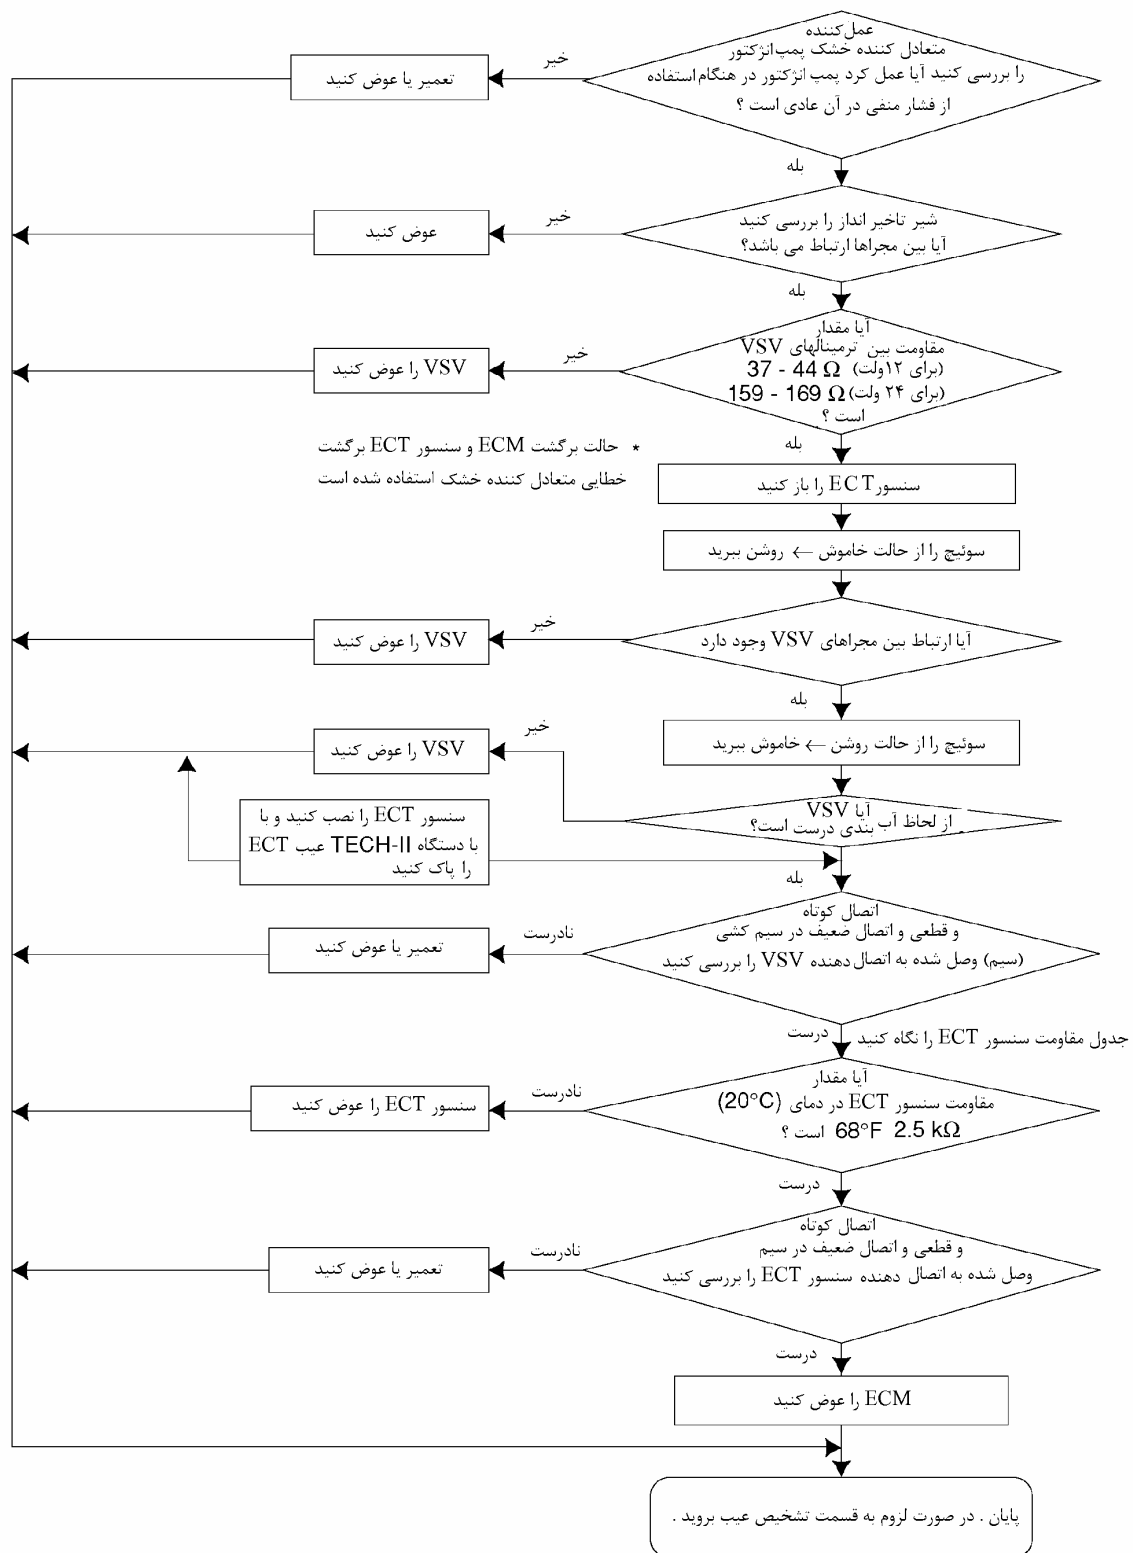 عمل‌کننده
متعادل کننده خشک پمپ‌انژکتور
را بررسی کنید آیا عمل کرد پمپ انژکتور در هنگام استفاده
از فشار منفی در آن عادی است ؟
خیر
تعمیر یا عوض کنید
بله
شیر تاخیر انداز را بررسی کنید
آیا بین مجراها ارتباط می باشد؟
خیر
عوض کنید
بله
آیا مقدار
مقاومت بین ترمینالهای VSV
(برای ۱۲ولت) 37 - 44 Ω
(برای ۲۴ ولت) 159 - 169 Ω
است ؟
خیر
VSV را عوض کنید
بله
* حالت برگشت ECM و سنسور ECT برگشت
خطایی متعادل کننده خشک استفاده شده است
سنسور ECT را باز کنید
سوئیچ را از حالت خاموش ← روشن ببرید
آیا ارتباط بین مجراهای VSV وجود دارد
خیر
VSV را عوض کنید
بله
سوئیچ را از حالت روشن ← خاموش ببرید
خیر
VSV را عوض کنید
آیا VSV
از لحاظ آب بندی درست است؟
سنسور ECT را نصب کنید و با
با دستگاه TECH-II عیب ECT
را پاک کنید
بله
اتصال کوتاه
و قطعی و اتصال ضعیف در سیم کشی
(سیم) وصل شده به اتصال دهنده VSV را بررسی کنید
نادرست
تعمیر یا عوض کنید
درست
جدول مقاومت سنسور ECT را نگاه کنید
آیا مقدار
مقاومت سنسور ECT در دمای (20°C)
68°F 2.5 kΩ است ؟
نادرست
سنسور ECT را عوض کنید
درست
اتصال کوتاه
و قطعی و اتصال ضعیف در سیم
وصل شده به اتصال دهنده سنسور ECT را بررسی کنید
نادرست
تعمیر یا عوض کنید
درست
ECM را عوض کنید
پایان . در صورت لزوم به قسمت تشخیص عیب بروید .